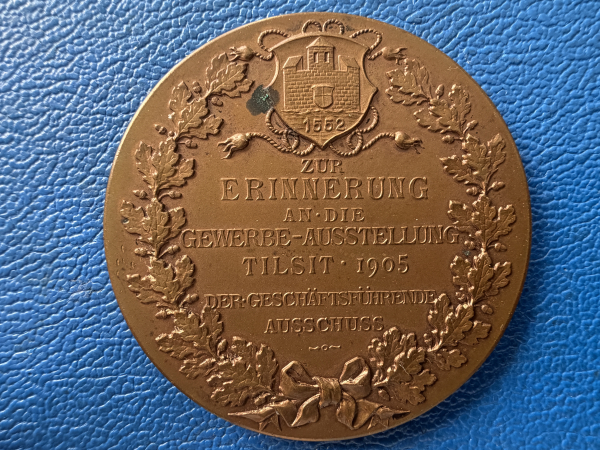 1552
ZUR
ERINNERUNG
AN·DIE
GEWERBE-AUSSTELLUNG
TILSIT·1905
DER·GESCHÄFTSFÜHRENDE
AUSSCHUSS